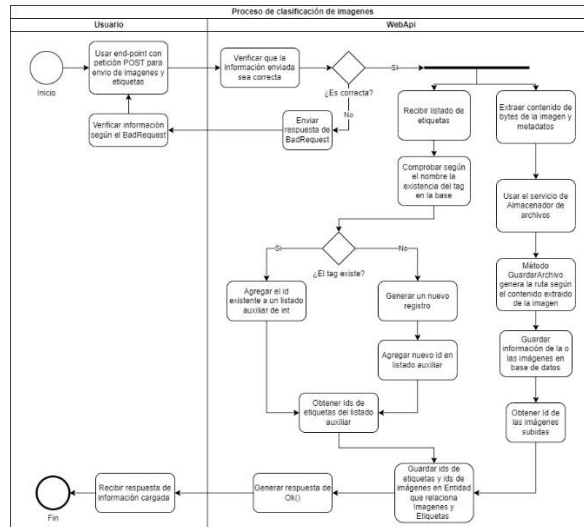 Proceso de clasificación de imagenes
Usuario
WebApi
Inicio
Usar end-point con
petición POST para
envio de imagenes y
etiquetas
Verificar que la
información enviada
sea correcta
¿Es correcta?
Si
No
Enviar
respuesta de
BadRequest
Verificar información
según el BadRequest
Recibir listado de
etiquetas
Extraer contenido de
bytes de la imagen y
metadatos
Comprobar según
el nombre la
existencia del tag
en la base
Usar el servicio de
Almacenador de
archivos
Si
No
¿El tag existe?
Método
GuardarArchivo
genera la ruta según
el contenido extraido
de la imagen
Agregar el id
existente a un listado
auxiliar de int
Generar un nuevo
registro
Guardar
información de la o
las imágenes en
base de datos
Agregar nuevo id en
listado auxiliar
Obtener Ids de
etiquetas del listado
auxiliar
Obtener Id de
las imágenes
subidas
Guardar ids de
etiquetas y ids de
imágenes en Entidad
que relaciona
Imagenes y
Etiquetas
Generar respuesta de
Ok()
Recibir respuesta de
información cargada
Fin